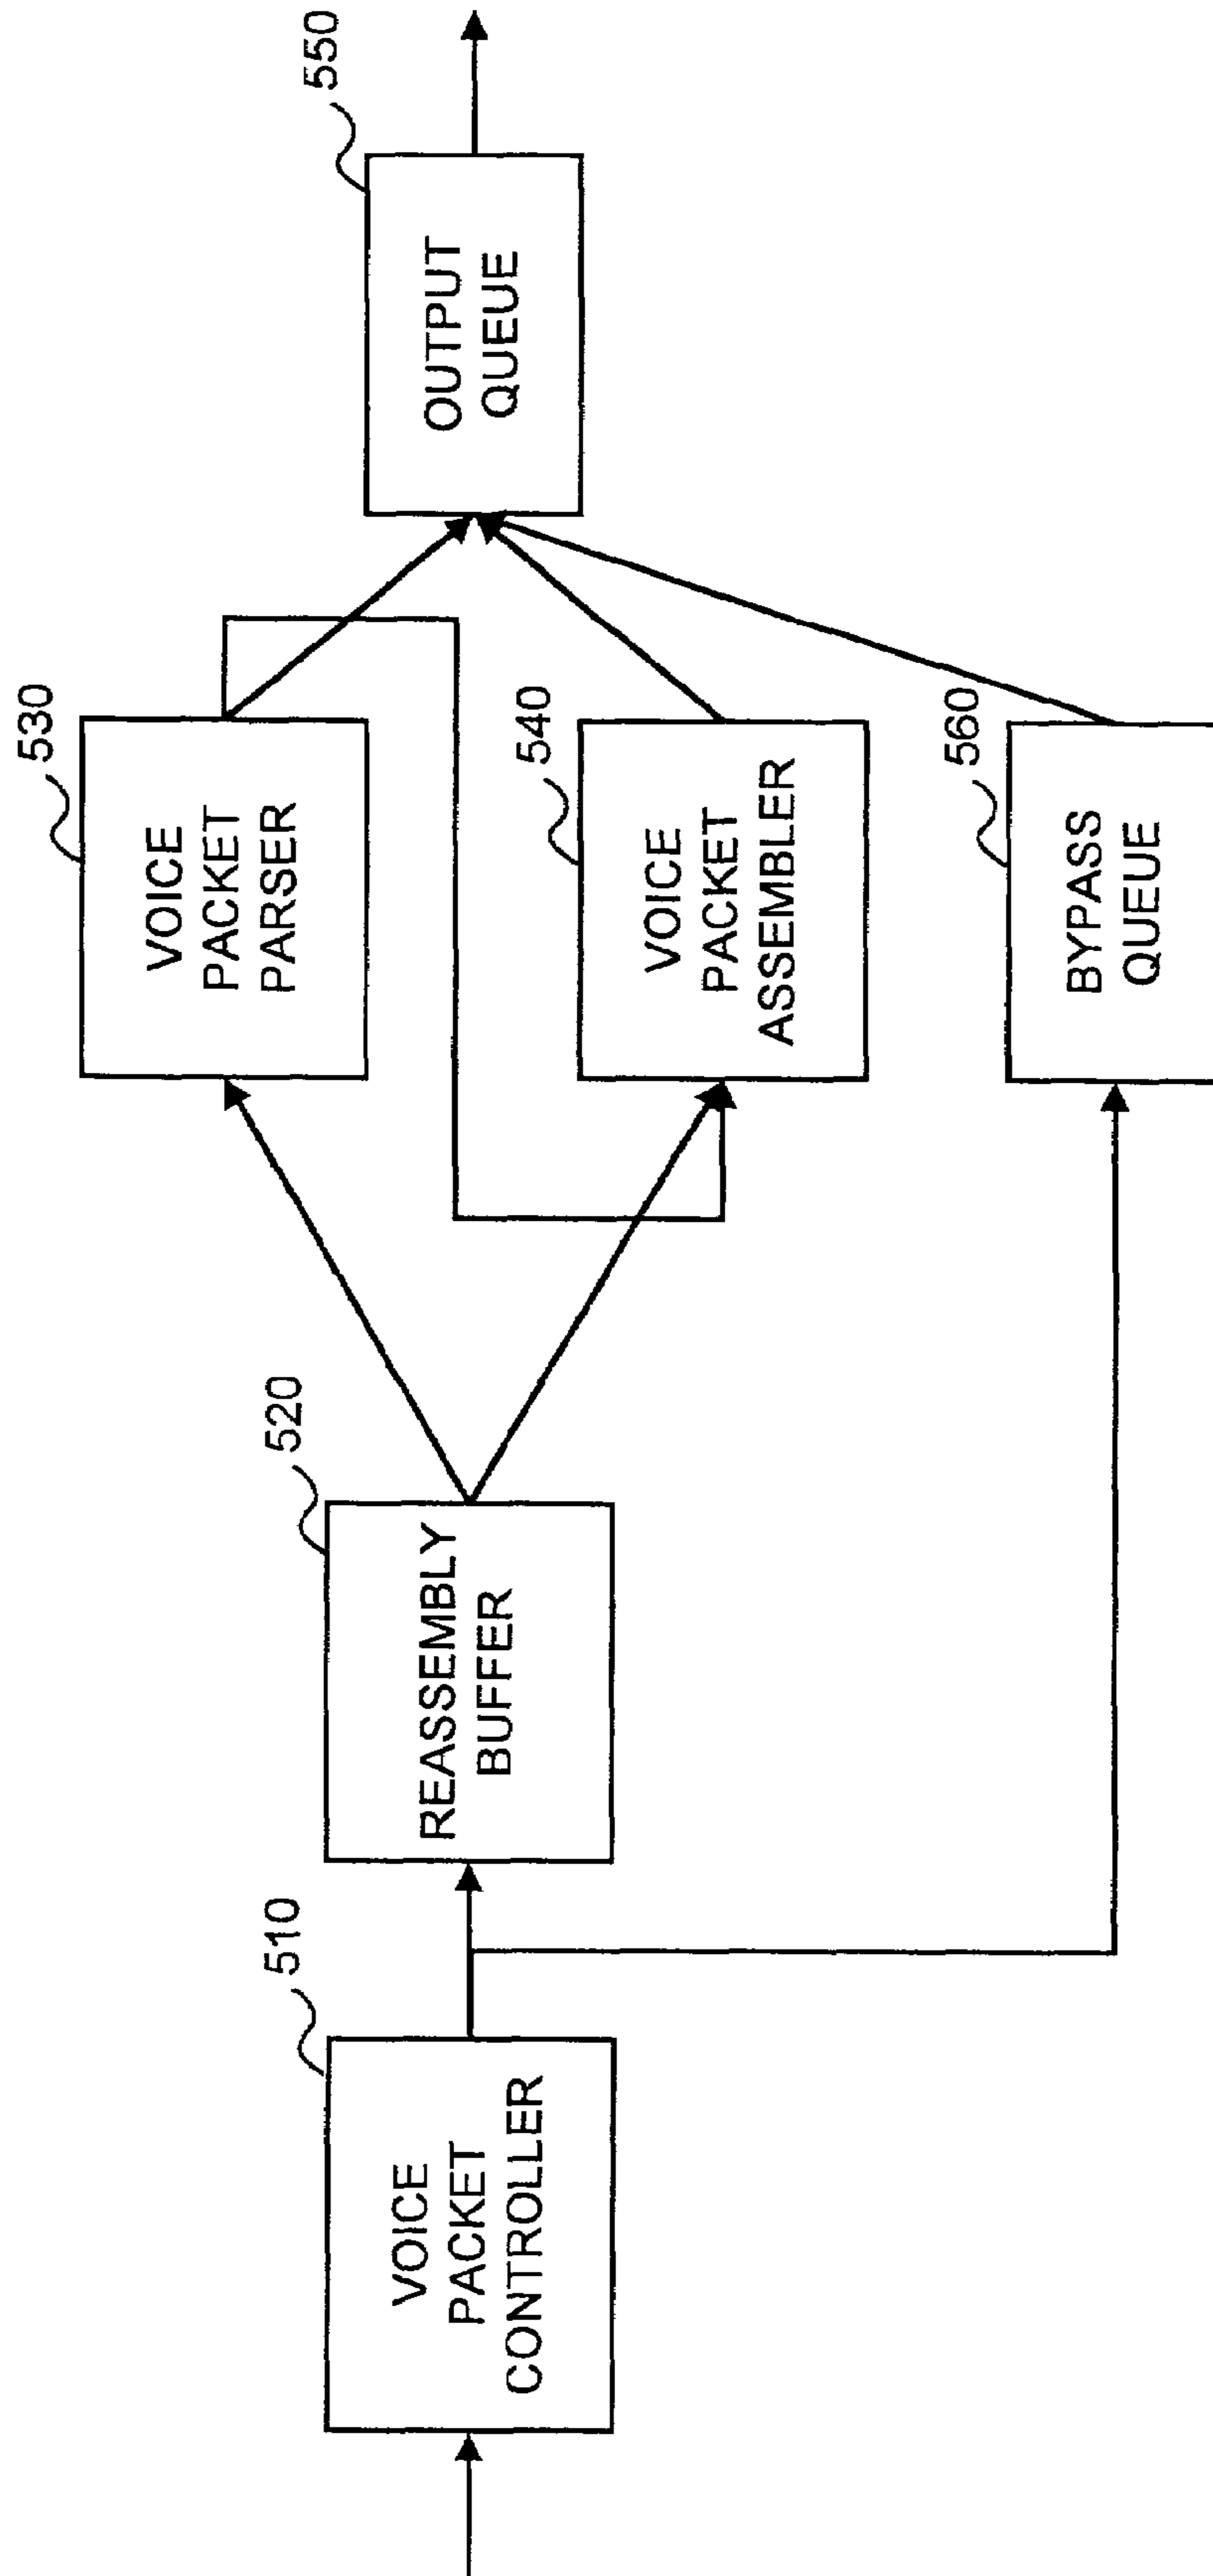 510
VOICE
PACKET
CONTROLLER
520
REASSEMBLY
BUFFER
530
VOICE
PACKET
PARSER
540
VOICE
PACKET
ASSEMBLER
560
BYPASS
QUEUE
550
OUTPUT
QUEUE